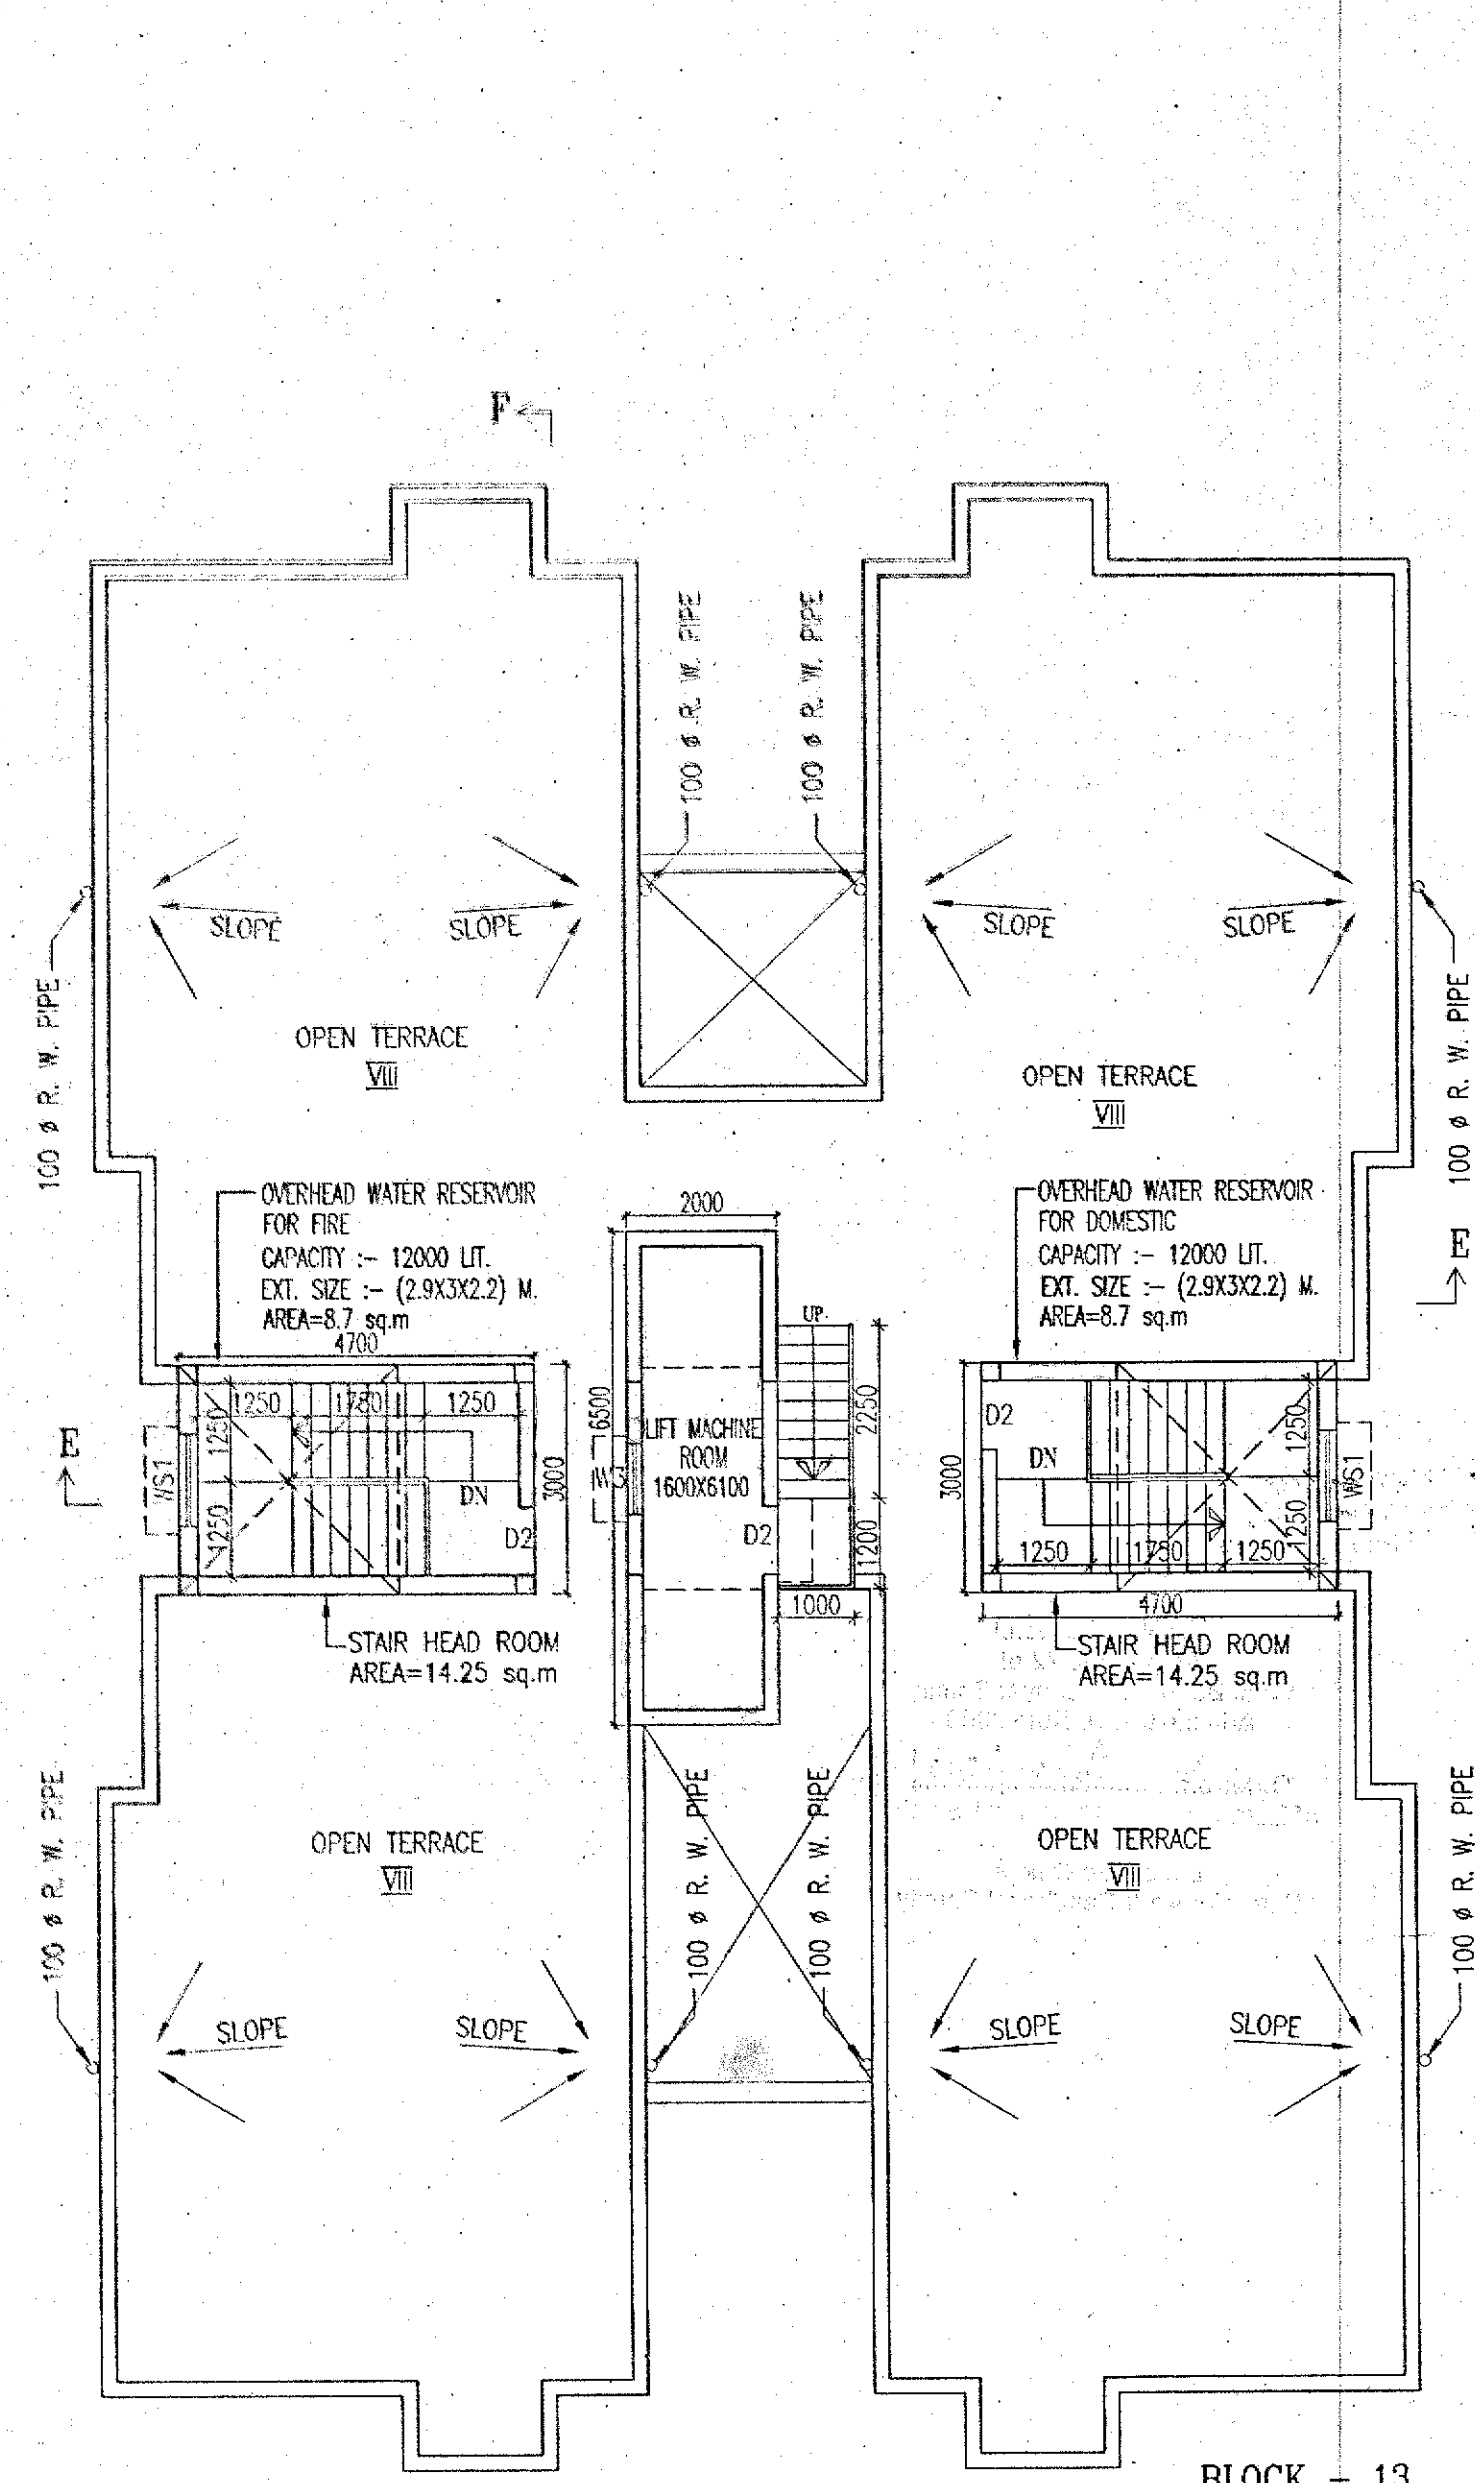 F
100 ø R. W. PIPE
100 ø R. W. PIPE
SLOPE
SLOPE
SLOPE
SLOPE
100 ø R. W. PIPE
100 ø R. W. PIPE
OPEN TERRACE
VIII
OPEN TERRACE
VIII
OVERHEAD WATER RESERVOIR
FOR FIRE
CAPACITY :- 12000 LIT.
EXT. SIZE :- (2.9X3X2.2) M.
AREA=8.7 sq.m
4700
2000
OVERHEAD WATER RESERVOIR
FOR DOMESTIC
CAPACITY :- 12000 LIT.
EXT. SIZE :- (2.9X3X2.2) M.
AREA=8.7 sq.m
E
UP.
E
WS1
1250
1250
1250
1750
1250
DN
D2
3000
6500
LIFT MACHINE
ROOM
1600X6100
D2
2250
1200
1000
3000
D2
DN
1250
1750
1250
1250
1250
WS1
4700
STAIR HEAD ROOM
AREA=14.25 sq.m
STAIR HEAD ROOM
AREA=14.25 sq.m
100 ø R. W. PIPE
100 ø R. W. PIPE
100 ø R. W. PIPE
100 ø R. W. PIPE
OPEN TERRACE
VIII
OPEN TERRACE
VIII
SLOPE
SLOPE
SLOPE
SLOPE
BLOCK - 13